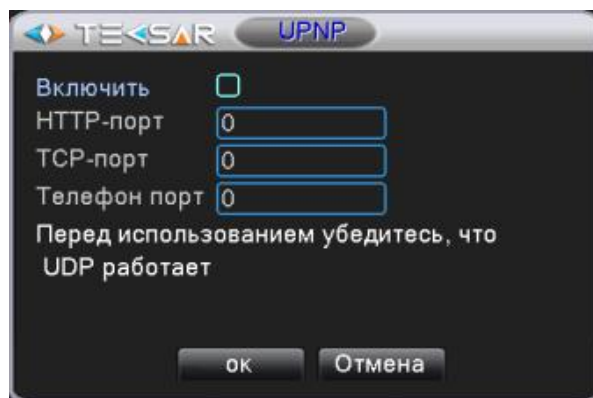 TEKSAR UPNP
Включить
HTTP-порт 0
TCP-порт 0
Телефон порт 0
Перед использованием убедитесь, что
UDP работает
ок Отмена